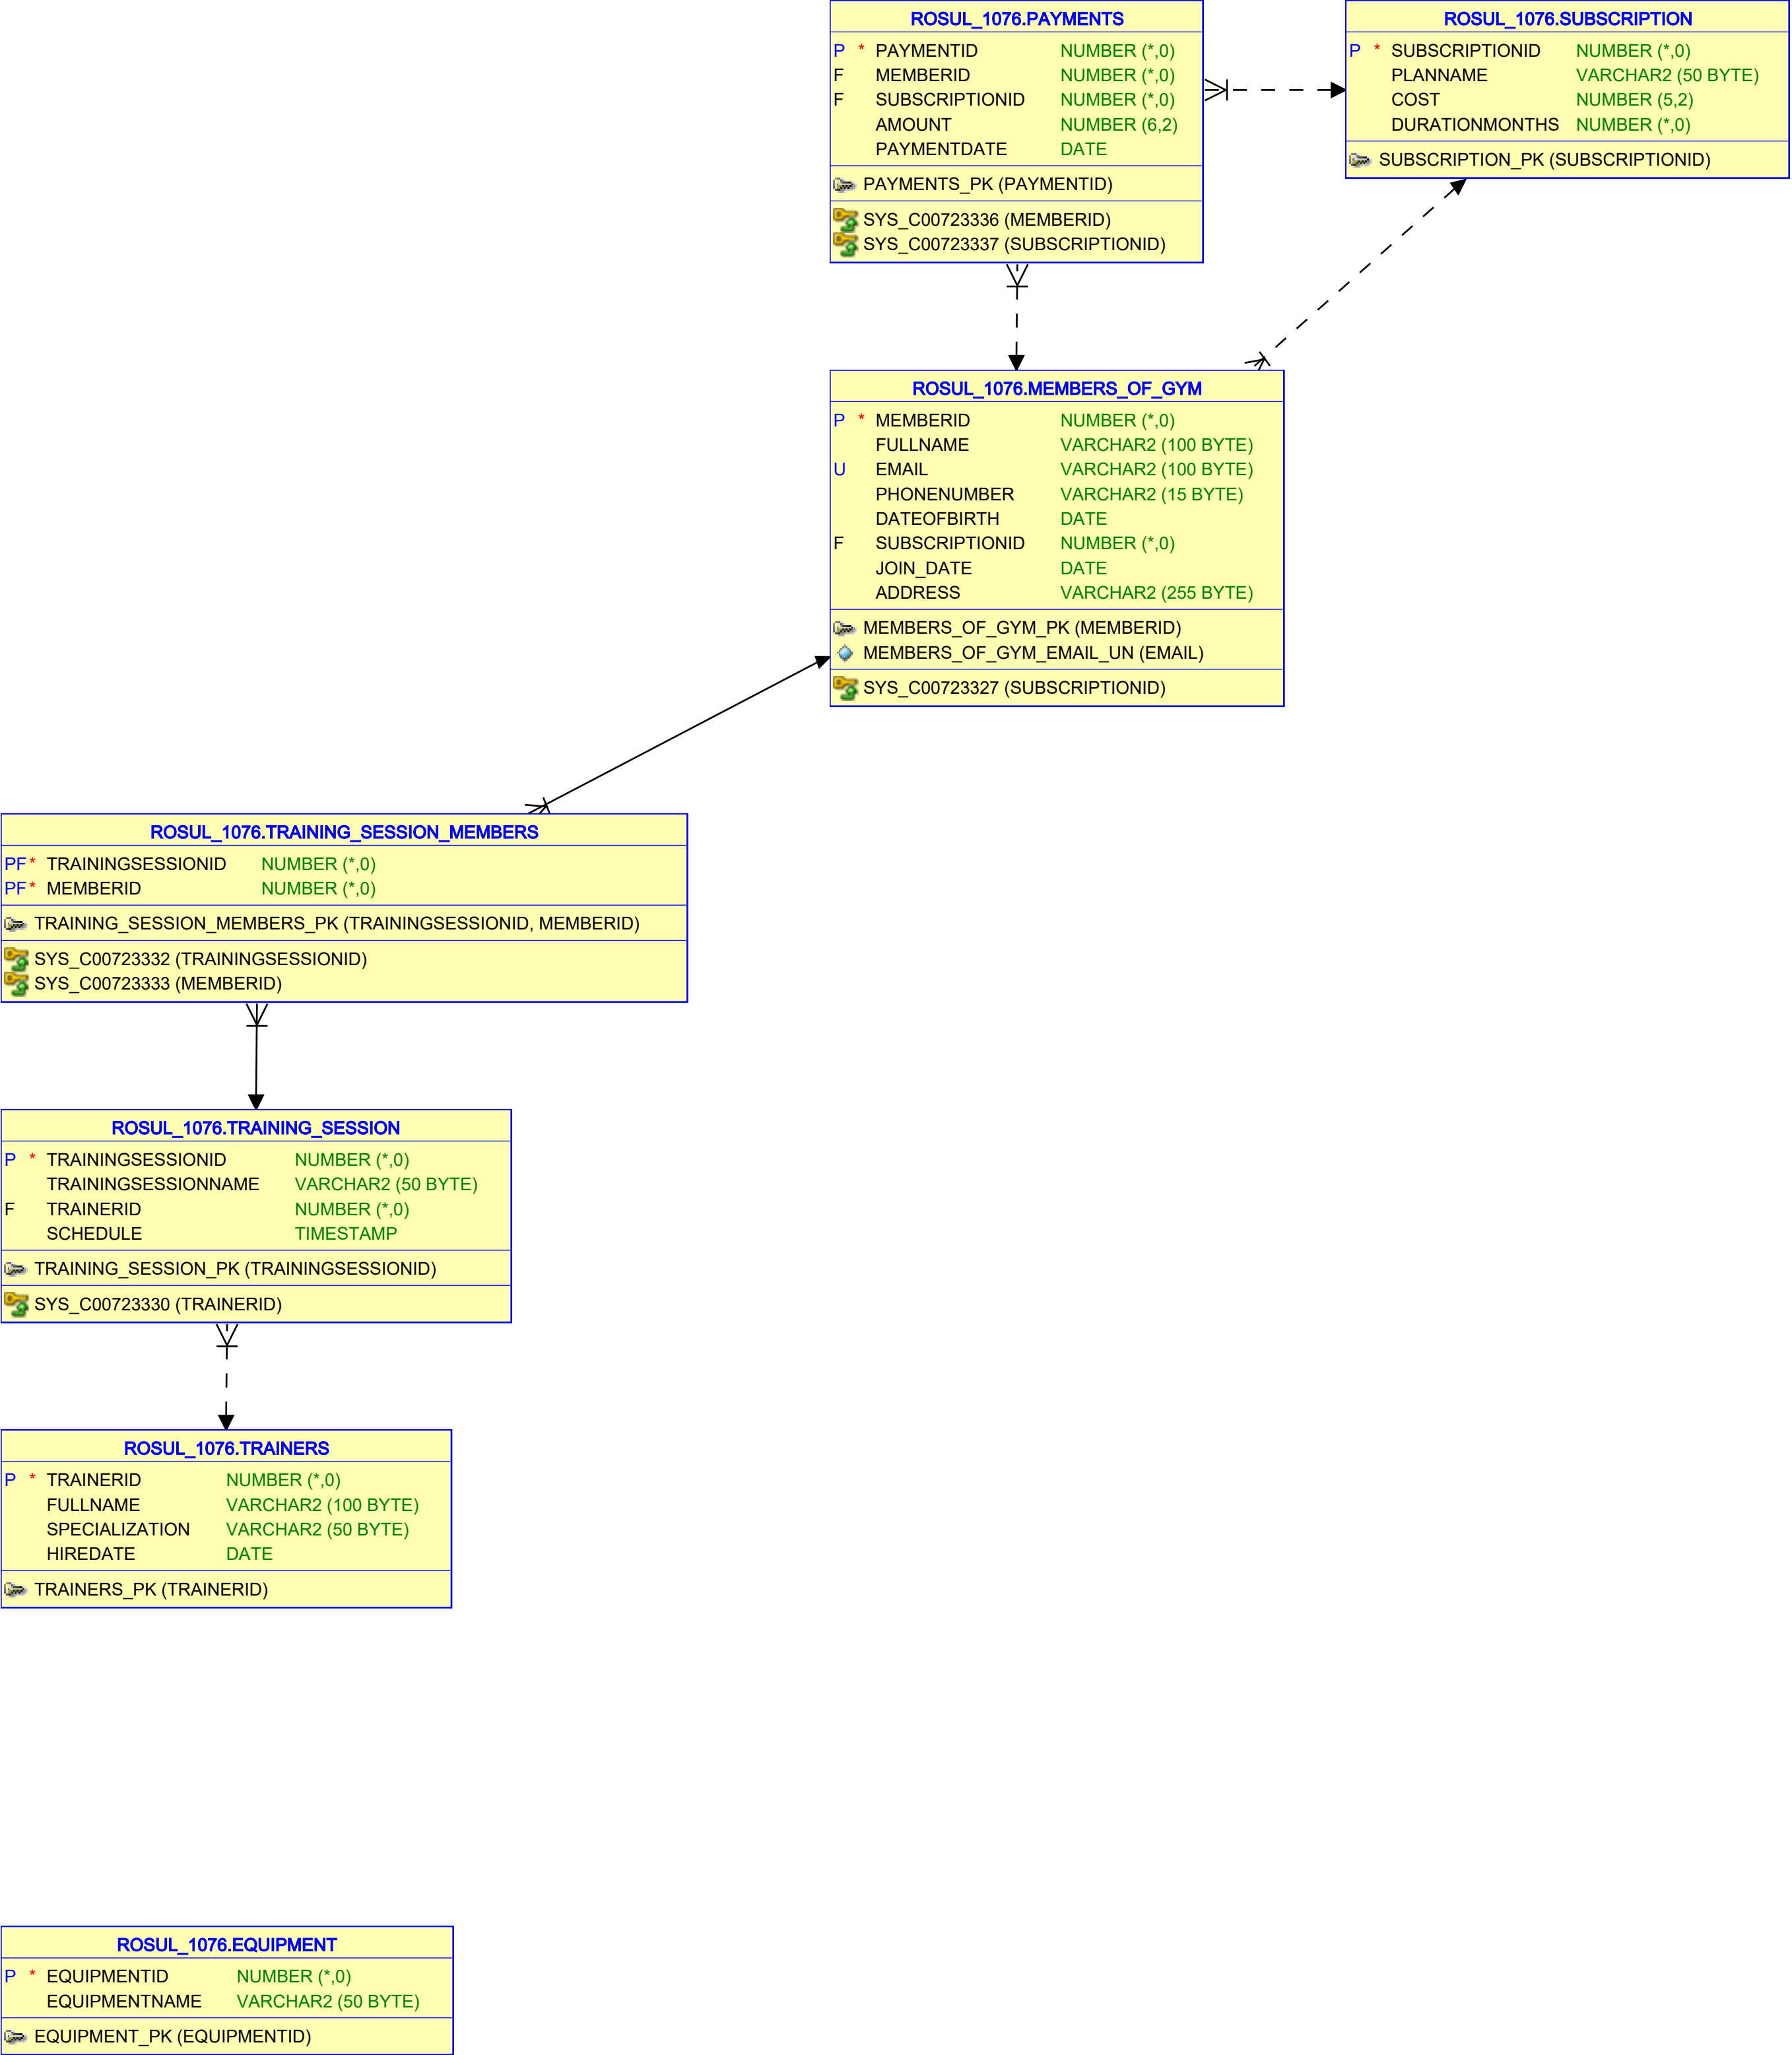 ROSUL_1076.PAYMENTS
P * PAYMENTID NUMBER (*,0)
F MEMBERID NUMBER (*,0)
F SUBSCRIPTIONID NUMBER (*,0)
AMOUNT NUMBER (6,2)
PAYMENTDATE DATE
PAYMENTS_PK (PAYMENTID)
SYS_C00723336 (MEMBERID)
SYS_C00723337 (SUBSCRIPTIONID)
ROSUL_1076.SUBSCRIPTION
P * SUBSCRIPTIONID NUMBER (*,0)
PLANNAME VARCHAR2 (50 BYTE)
COST NUMBER (5,2)
DURATIONMONTHS NUMBER (*,0)
SUBSCRIPTION_PK (SUBSCRIPTIONID)
ROSUL_1076.MEMBERS_OF_GYM
P * MEMBERID NUMBER (*,0)
FULLNAME VARCHAR2 (100 BYTE)
U EMAIL VARCHAR2 (100 BYTE)
PHONENUMBER VARCHAR2 (15 BYTE)
DATEOFBIRTH DATE
F SUBSCRIPTIONID NUMBER (*,0)
JOIN_DATE DATE
ADDRESS VARCHAR2 (255 BYTE)
MEMBERS_OF_GYM_PK (MEMBERID)
MEMBERS_OF_GYM_EMAIL_UN (EMAIL)
SYS_C00723327 (SUBSCRIPTIONID)
ROSUL_1076.TRAINING_SESSION_MEMBERS
PF * TRAININGSESSIONID NUMBER (*,0)
PF * MEMBERID NUMBER (*,0)
TRAINING_SESSION_MEMBERS_PK (TRAININGSESSIONID, MEMBERID)
SYS_C00723332 (TRAININGSESSIONID)
SYS_C00723333 (MEMBERID)
ROSUL_1076.TRAINING_SESSION
P * TRAININGSESSIONID NUMBER (*,0)
TRAININGSESSIONNAME VARCHAR2 (50 BYTE)
F TRAINERID NUMBER (*,0)
SCHEDULE TIMESTAMP
TRAINING_SESSION_PK (TRAININGSESSIONID)
SYS_C00723330 (TRAINERID)
ROSUL_1076.TRAINERS
P * TRAINERID NUMBER (*,0)
FULLNAME VARCHAR2 (100 BYTE)
SPECIALIZATION VARCHAR2 (50 BYTE)
HIREDATE DATE
TRAINERS_PK (TRAINERID)
ROSUL_1076.EQUIPMENT
P * EQUIPMENTID NUMBER (*,0)
EQUIPMENTNAME VARCHAR2 (50 BYTE)
EQUIPMENT_PK (EQUIPMENTID)